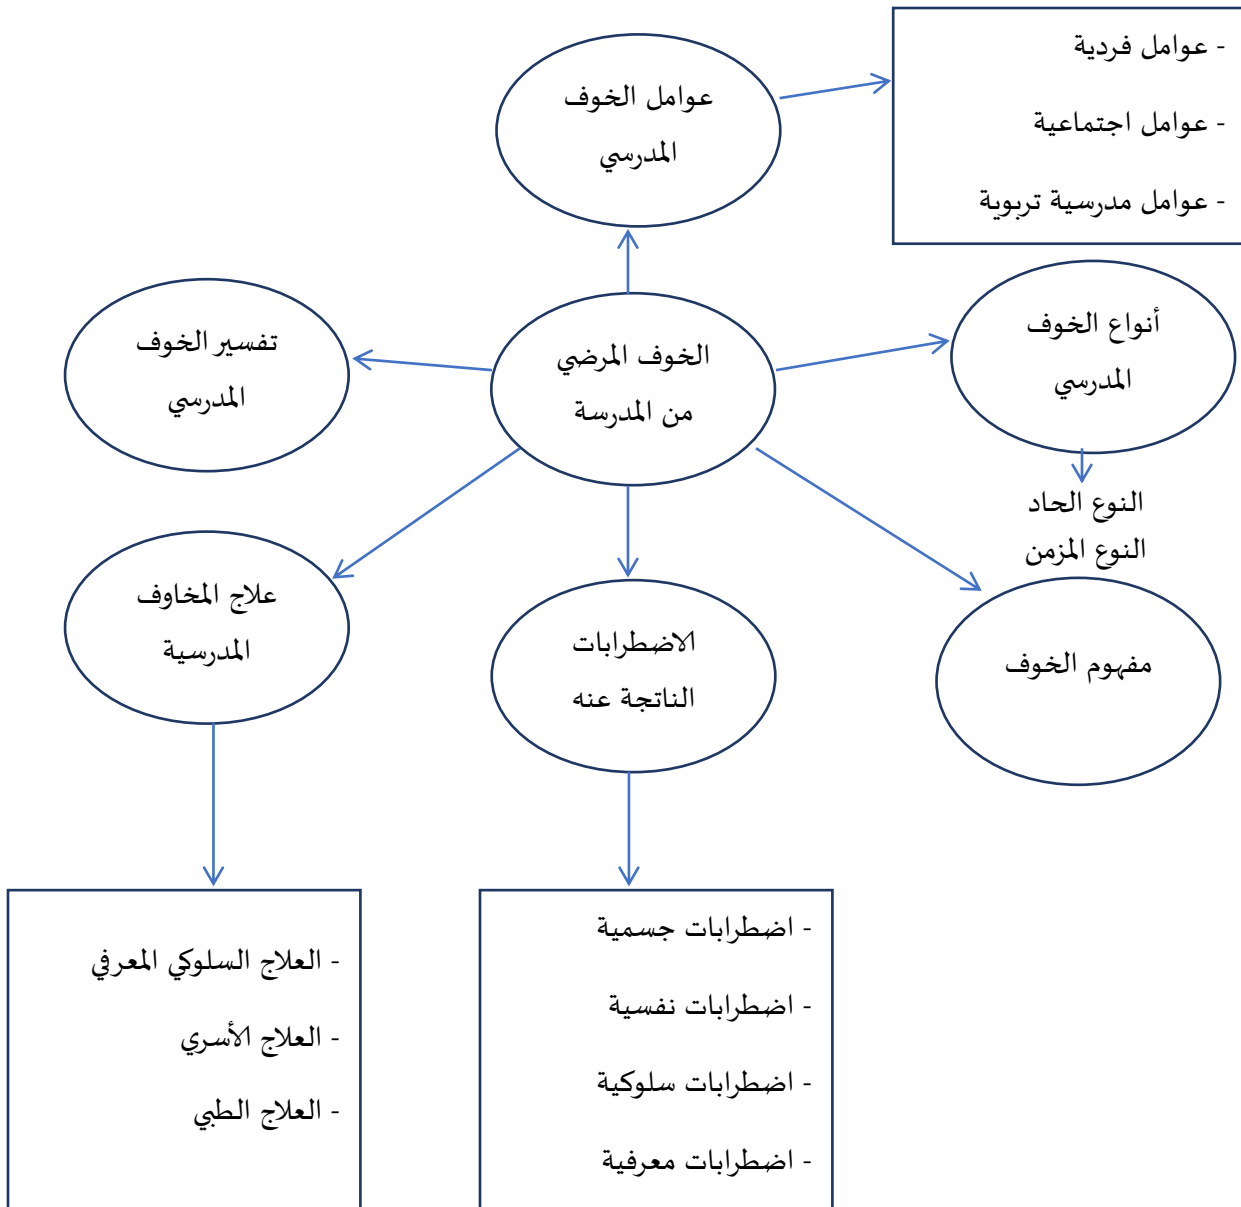 عوامل الخوف
المدرسي
- عوامل فردية
- عوامل اجتماعية
- عوامل مدرسية تربوية
أنواع الخوف
المدرسي
النوع الحاد
النوع المزمن
الخوف المرضي
من المدرسة
تفسير الخوف
المدرسي
مفهوم الخوف
الاضطرابات
الناتجة عنه
علاج المخاوف
المدرسية
- اضطرابات جسمية
- اضطرابات نفسية
- اضطرابات سلوكية
- اضطرابات معرفية
- العلاج السلوكي المعرفي
- العلاج الأسري
- العلاج الطبي